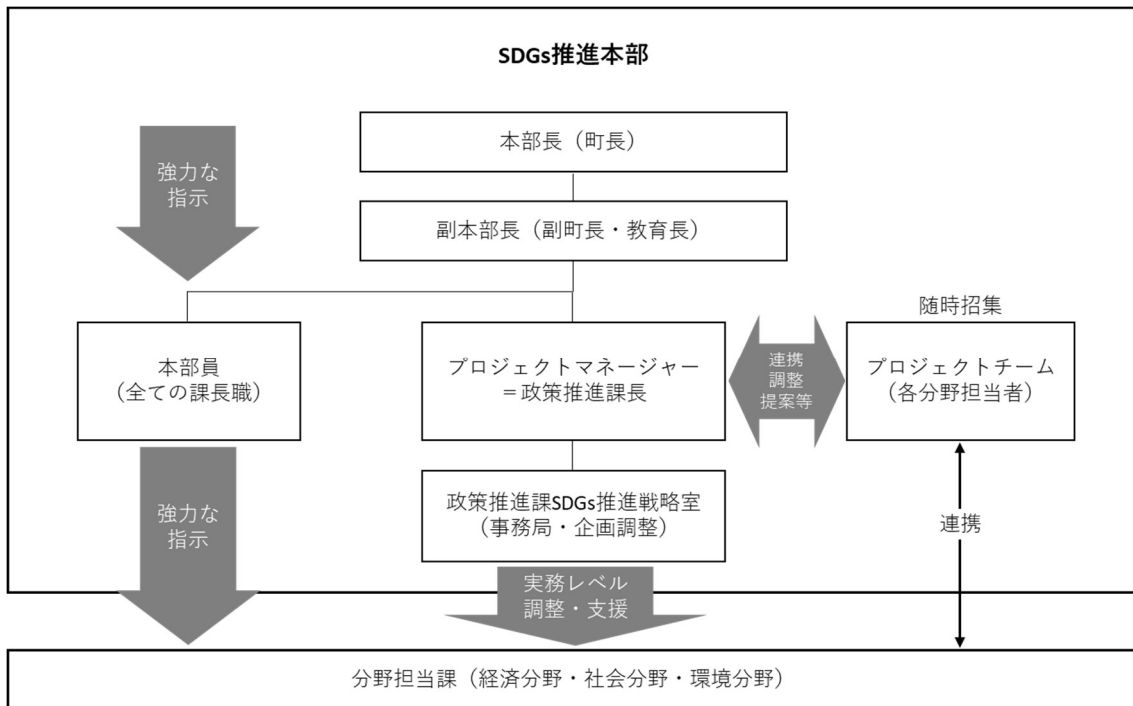 SDGs推進本部
本部長（町長）
強力な
指示
副本部長（副町長・教育長）
随時招集
本部員
（全ての課長職）
プロジェクトマネージャー
＝政策推進課長
連携
調整
提案等
プロジェクトチーム
（各分野担当者）
政策推進課SDGs推進戦略室
（事務局・企画調整）
強力な
指示
連携
実務レベル
調整・支援
分野担当課（経済分野・社会分野・環境分野）